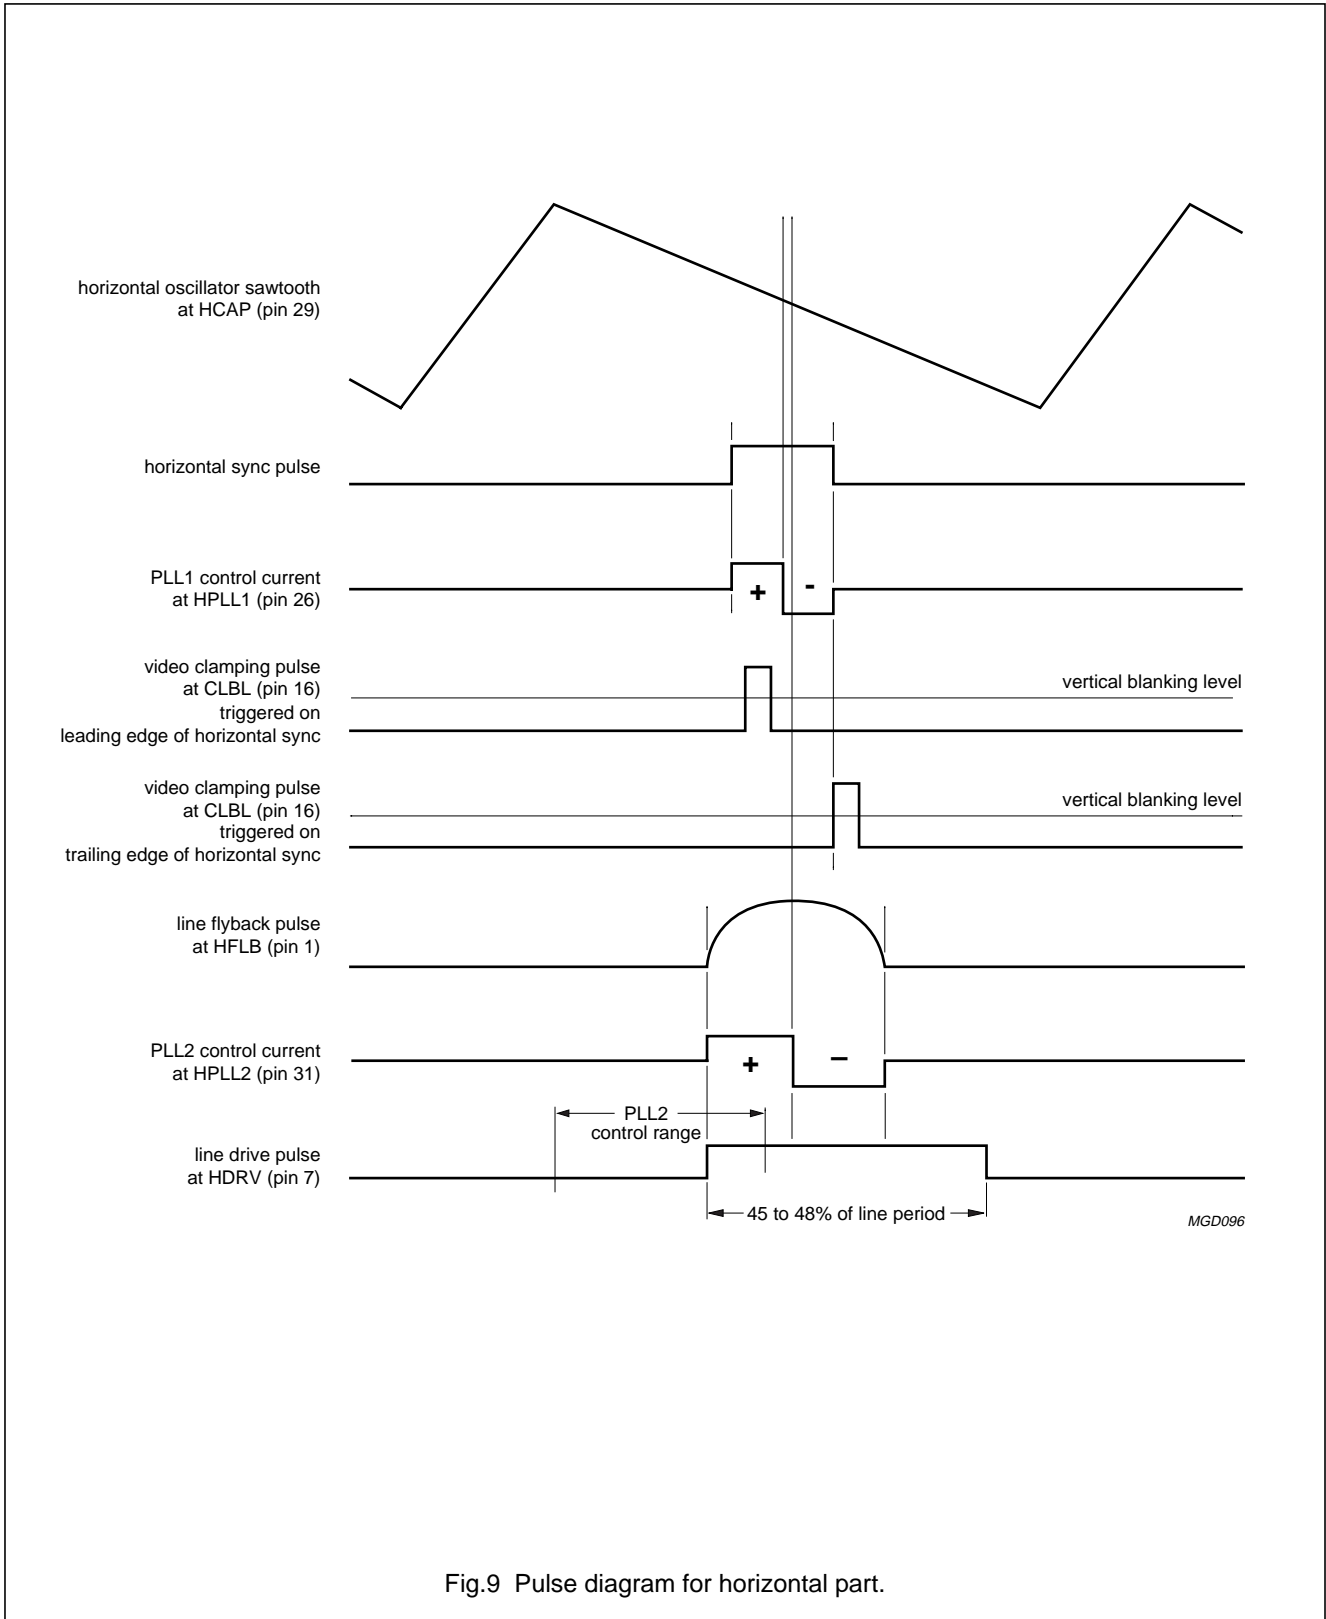 horizontal oscillator sawtooth
at HCAP (pin 29)
horizontal sync pulse
PLL1 control current
at HPLL1 (pin 26)
+
-
video clamping pulse
at CLBL (pin 16)
triggered on
leading edge of horizontal sync
vertical blanking level
video clamping pulse
at CLBL (pin 16)
triggered on
trailing edge of horizontal sync
vertical blanking level
line flyback pulse
at HFLB (pin 1)
PLL2 control current
at HPLL2 (pin 31)
+
−
PLL2
control range
line drive pulse
at HDRV (pin 7)
45 to 48% of line period
MGD096
Fig.9 Pulse diagram for horizontal part.